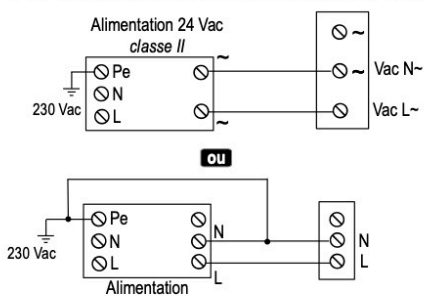 Alimentation 24 Vac
classe II
~
~
Pe
Vac N~
N
230 Vac
L
Vac L~
~
ou
Pe
N
N
N
230 Vac
L
L
L
Alimentation